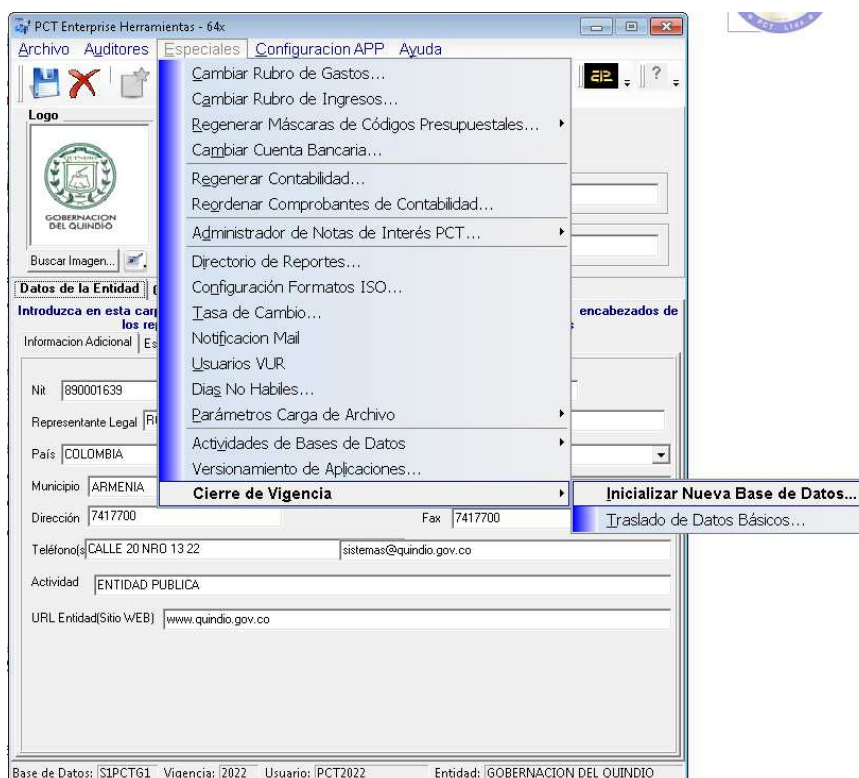 PCT Enterprise Herramientas - 64x
Archivo Auditores Especiales Configuracion APP Ayuda
Cambiar Rubro de Gastos...
Cambiar Rubro de Ingresos...
Regenerar Máscaras de Códigos Presupuestales...
Cambiar Cuenta Bancaria...
Regenerar Contabilidad...
Reordenar Comprobantes de Contabilidad...
Administrador de Notas de Interés PCT...
Directorio de Reportes...
Configuración Formatos ISO...
Tasa de Cambio...
Notificacion Mail
Usuarios VUR
Dias No Habiles...
Parámetros Carga de Archivo
Actividades de Bases de Datos
Versionamiento de Aplicaciones...
Cierre de Vigencia
Inicializar Nueva Base de Datos...
Traslado de Datos Básicos...
Logo
QUINDIO
GOBERNACION
DEL QUINDÍO
Buscar Imagen...
Datos de la Entidad
Introduzca en esta encabezados de
los
Informacion Adicional
Nit 890001639
Representante Legal
País COLOMBIA
Municipio ARMENIA
Dirección 7417700 Fax 7417700
Teléfono(s CALLE 20 NRO 13 22 sistemas@quindio.gov.co
Actividad ENTIDAD PUBLICA
URL Entidad(Sitio WEB) www.quindio.gov.co
Base de Datos: S1PCTG1 Vigencia: 2022 Usuario: PCT2022 Entidad: GOBERNACION DEL QUINDIO